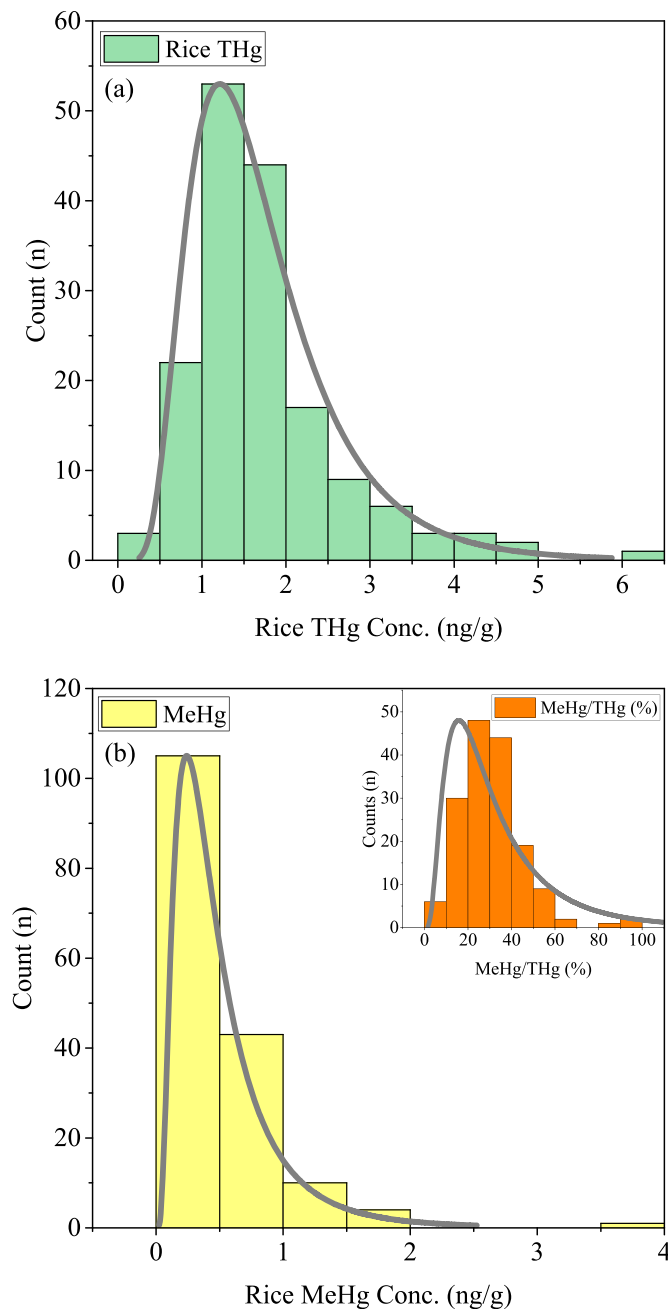 Rice THg
(a)
60
50
40
30
20
10
0
Count (n)
0 1 2 3 4 5 6
Rice THg Conc. (ng/g)
MeHg
(b)
120
100
80
60
40
20
0
Count (n)
0 1 2 3 4
Rice MeHg Conc. (ng/g)
MeHg/THg (%)
50
40
30
20
10
0
Counts (n)
0 20 40 60 80 100
MeHg/THg (%)